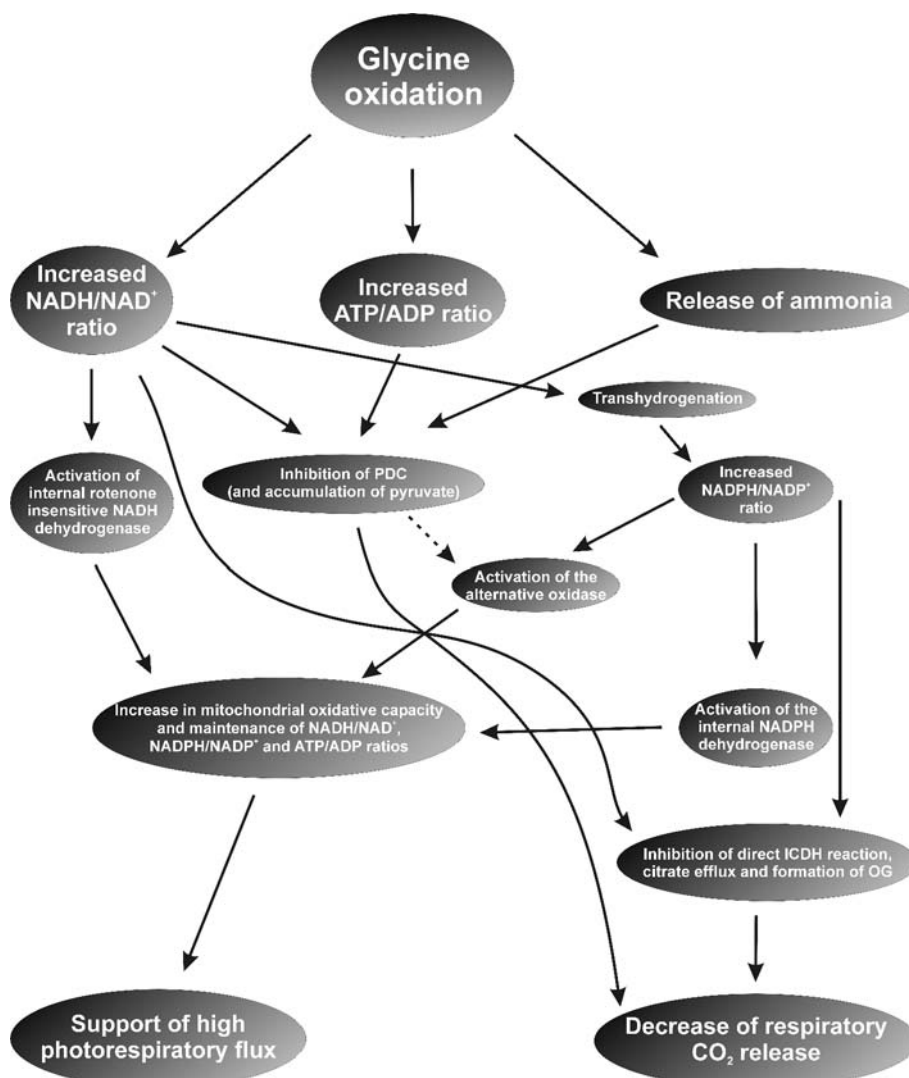 Glycine
oxidation
Increased
NADH/NAD⁺
ratio
Increased
ATP/ADP ratio
Release of ammonia
Transhydrogenation
Activation of
internal rotenone
insensitive NADH
dehydrogenase
Inhibition of PDC
(and accumulation of pyruvate)
Increased
NADPH/NADP⁺
ratio
Activation of the
alternative oxidase
Increase in mitochondrial oxidative capacity
and maintenance of NADH/NAD⁺,
NADPH/NADP⁺ and ATP/ADP ratios
Activation of the
internal NADPH
dehydrogenase
Inhibition of direct ICDH reaction,
citrate efflux and formation of OG
Support of high
photorespiratory flux
Decrease of respiratory
CO₂ release